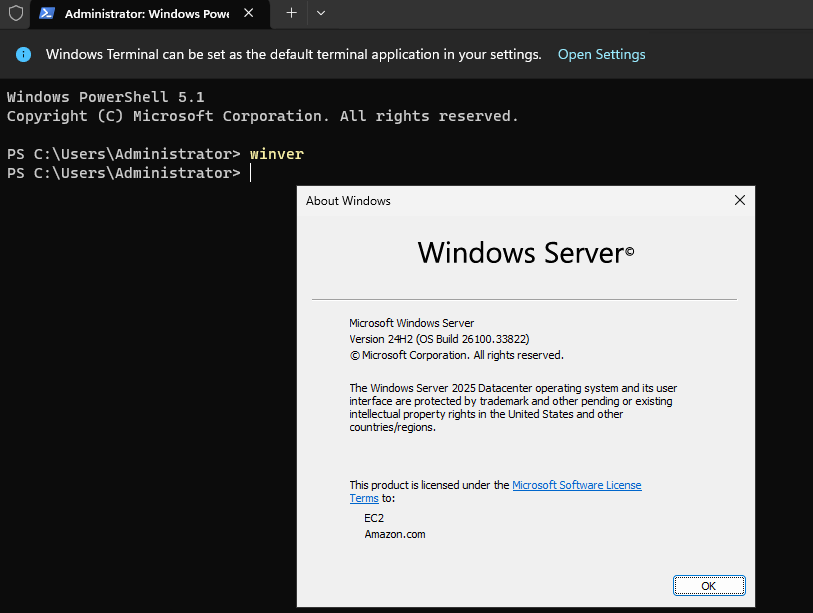 Administrator: Windows Powe
Windows Terminal can be set as the default terminal application in your settings. Open Settings
Windows PowerShell 5.1
Copyright (C) Microsoft Corporation. All rights reserved.
PS C:\Users\Administrator> winver
PS C:\Users\Administrator>
About Windows
Windows Server©
Microsoft Windows Server
Version 24H2 (OS Build 26100.33822)
© Microsoft Corporation. All rights reserved.
The Windows Server 2025 Datacenter operating system and its user
interface are protected by trademark and other pending or existing
intellectual property rights in the United States and other
countries/regions.
This product is licensed under the Microsoft Software License
Terms to:
EC2
Amazon.com
OK